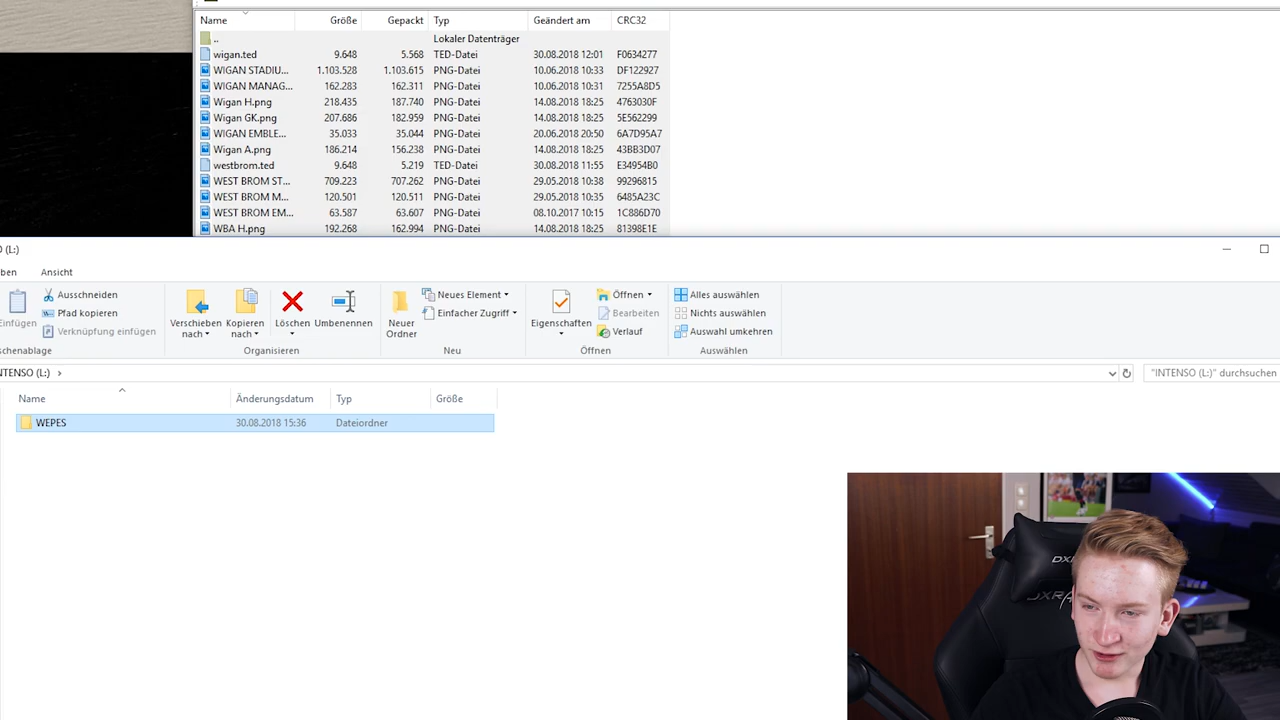 Name Größe Gepackt Typ Geändert am CRC32
.. Lokaler Datenträger
wigan.ted 9.648 5.568 TED-Datei 30.08.2018 12:01 F0634277
WIGAN STADIU... 1.103.528 1.103.615 PNG-Datei 10.06.2018 10:33 DF122927
WIGAN MANAG... 162.283 162.311 PNG-Datei 10.06.2018 10:31 7255A8D5
Wigan H.png 218.435 187.740 PNG-Datei 14.08.2018 18:25 4763030F
Wigan GK.png 207.686 182.959 PNG-Datei 14.08.2018 18:25 5E562299
WIGAN EMBLE... 35.033 35.044 PNG-Datei 20.06.2018 20:50 6A7D95A7
Wigan A.png 186.214 156.238 PNG-Datei 14.08.2018 18:25 43BB3D07
westbrom.ted 9.648 5.219 TED-Datei 30.08.2018 11:55 E34954B0
WEST BROM ST... 709.223 707.262 PNG-Datei 29.05.2018 10:38 99296815
WEST BROM M... 120.501 120.511 PNG-Datei 29.05.2018 10:35 6485A23C
WEST BROM EM... 63.587 63.607 PNG-Datei 08.10.2017 10:15 1C886D70
WBA H.png 192.268 162.994 PNG-Datei 14.08.2018 18:25 81398E1E
O (L:)
ben Ansicht
Ausschneiden Neues Element Öffnen Alles auswählen
Pfad kopieren Einfacher Zugriff Bearbeiten Nichts auswählen
Einfügen Verknüpfung einfügen Verschieben nach Kopieren nach Löschen Umbenennen Neuer Ordner Eigenschaften Verlauf Auswahl umkehren
schenablage Organisieren Neu Öffnen Auswählen
NTENSO (L:) "INTENSO (L:)" durchsuchen
Name Änderungsdatum Typ Größe
WEPES 30.08.2018 15:36 Dateiordner